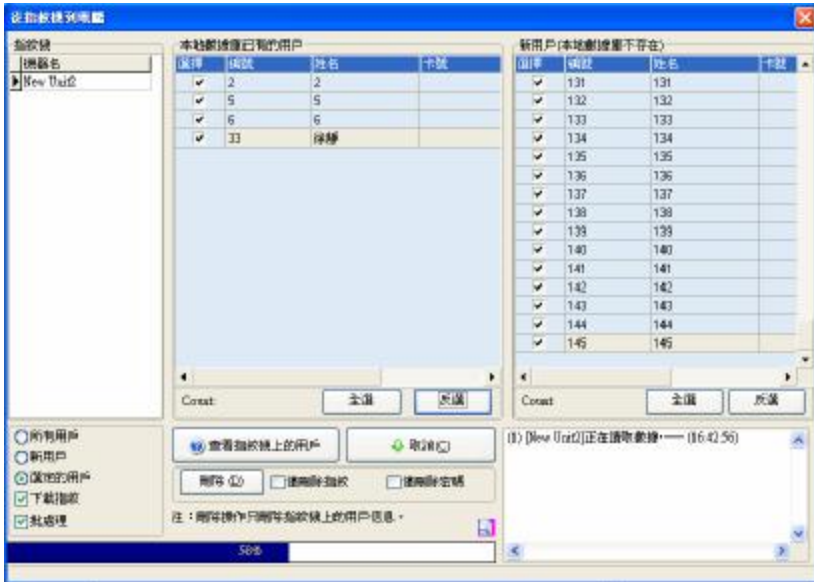 從指紋機到電腦
指紋機
機器名
New Unit2
本地數據庫已有的用戶
選擇 編號 姓名 卡號
2 2
5 5
6 6
33 徐靜
Count:
全選 反選
新用戶(本地數據庫不存在)
選擇 編號 姓名 卡號
131 131
132 132
133 133
134 134
135 135
136 136
137 137
138 138
139 139
140 140
141 141
142 142
143 143
144 144
145 145
Count:
全選 反選
所有用戶
新用戶
選擇的用戶
下載指紋
批處理
查看指紋機上的用戶
取消(C)
刪除(D) 僅刪除指紋 僅刪除密碼
注：刪除操作只刪除指紋機上的用戶信息。
58%
(1) [New Unit2]正在讀取數據,---- (16:42:56)